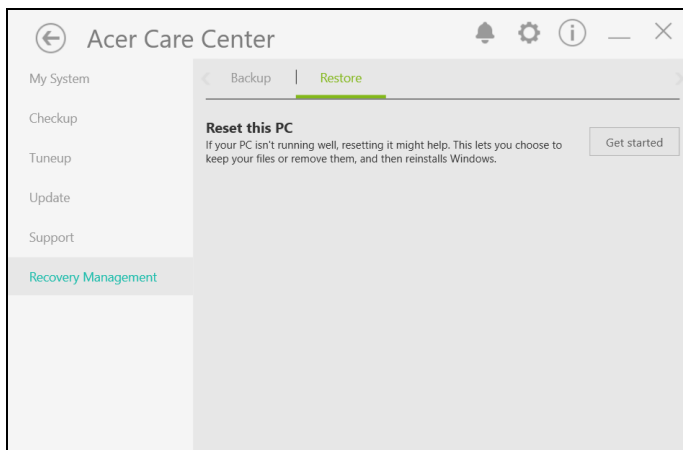 Acer Care Center
My System
Checkup
Tuneup
Update
Support
Recovery Management
Backup
Restore
Reset this PC
If your PC isn't running well, resetting it might help. This lets you choose to
keep your files or remove them, and then reinstalls Windows.
Get started